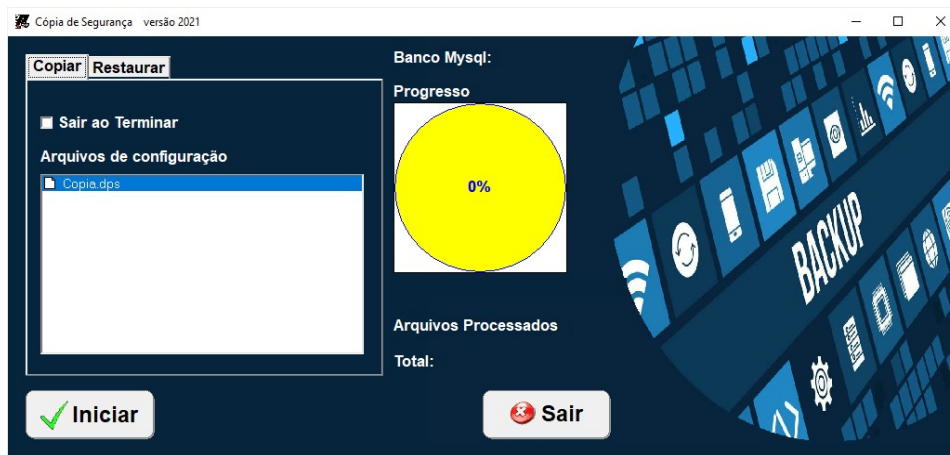 Cópia de Segurança versão 2021
Copiar Restaurar
Sair ao Terminar
Arquivos de configuração
Copia.dps
Banco Mysql:
Progresso
0%
Arquivos Processados
Total:
Iniciar
Sair
BACKUP